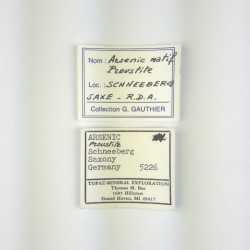 Nom : Arsenic natif
Proustite
Loc. : SCHNEEBERG
SAXE - R.D.A.
Collection G. GAUTHIER
ARSENIC
Proustite
Schneeberg
Saxony
Germany 5226
TOPAZ-MINERAL EXPLORATION
Thomas M. Bee
1605 Hillcrest
Grand Haven, MI 49417